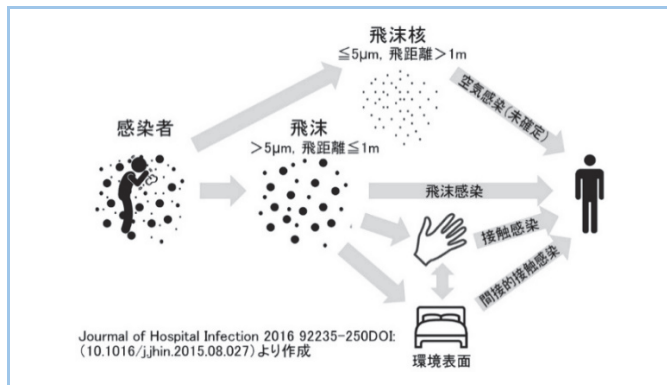 飛沫核
≦5μm, 飛距離>1m
感染者
飛沫
>5μm, 飛距離≦1m
空気感染(未確定)
飛沫感染
接触感染
間接的接触感染
環境表面
Jourmal of Hospital Infection 2016 92235-250DOI:
(10.1016/j.jhin.2015.08.027)より作成